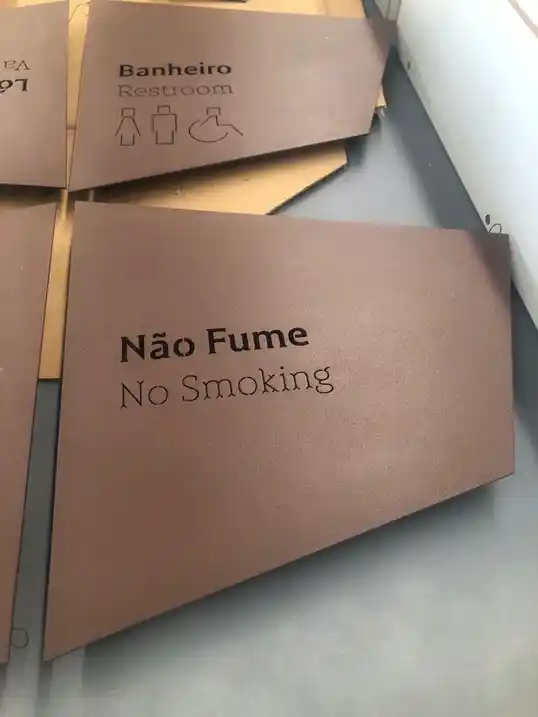 Banheiro
Restroom
Não Fume
No Smoking